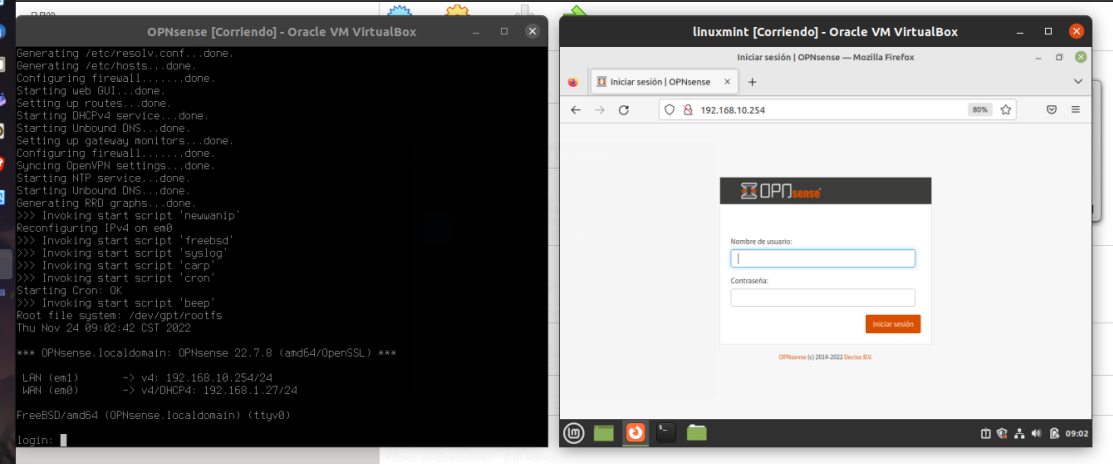 OPNsense [Corriendo] - Oracle VM VirtualBox
Generating /etc/resolv.conf...done.
Generating /etc/hosts...done.
Configuring firewall.......done.
Starting web GUI...done.
Setting up routes...done.
Starting DHCPv4 service...done.
Starting Unbound DNS...done.
Setting up gateway monitors...done.
Configuring firewall.......done.
Syncing OpenVPN settings...done.
Starting NTP service...done.
Starting Unbound DNS...done.
Generating RRD graphs...done.
>>> Invoking start script 'newwanip'
Reconfiguring IPv4 on em0
>>> Invoking start script 'freebsd'
>>> Invoking start script 'syslog'
>>> Invoking start script 'carp'
>>> Invoking start script 'cron'
Starting Cron: OK
>>> Invoking start script 'beep'
Root file system: /dev/gpt/rootfs
Thu Nov 24 09:02:42 CST 2022
*** OPNsense.localdomain: OPNsense 22.7.8 (amd64/OpenSSL) ***
LAN (em1) -> v4: 192.168.10.254/24
WAN (em0) -> v4/DHCP4: 192.168.1.27/24
FreeBSD/amd64 (OPNsense.localdomain) (ttyv0)
login:
linuxmint [Corriendo] - Oracle VM VirtualBox
Iniciar sesión | OPNsense — Mozilla Firefox
Iniciar sesión | OPNsense
192.168.10.254
80%
OPNsense
Nombre de usuario:
Contraseña:
Iniciar sesión
OPNsense (c) 2014-2022 Deciso B.V.
09:02